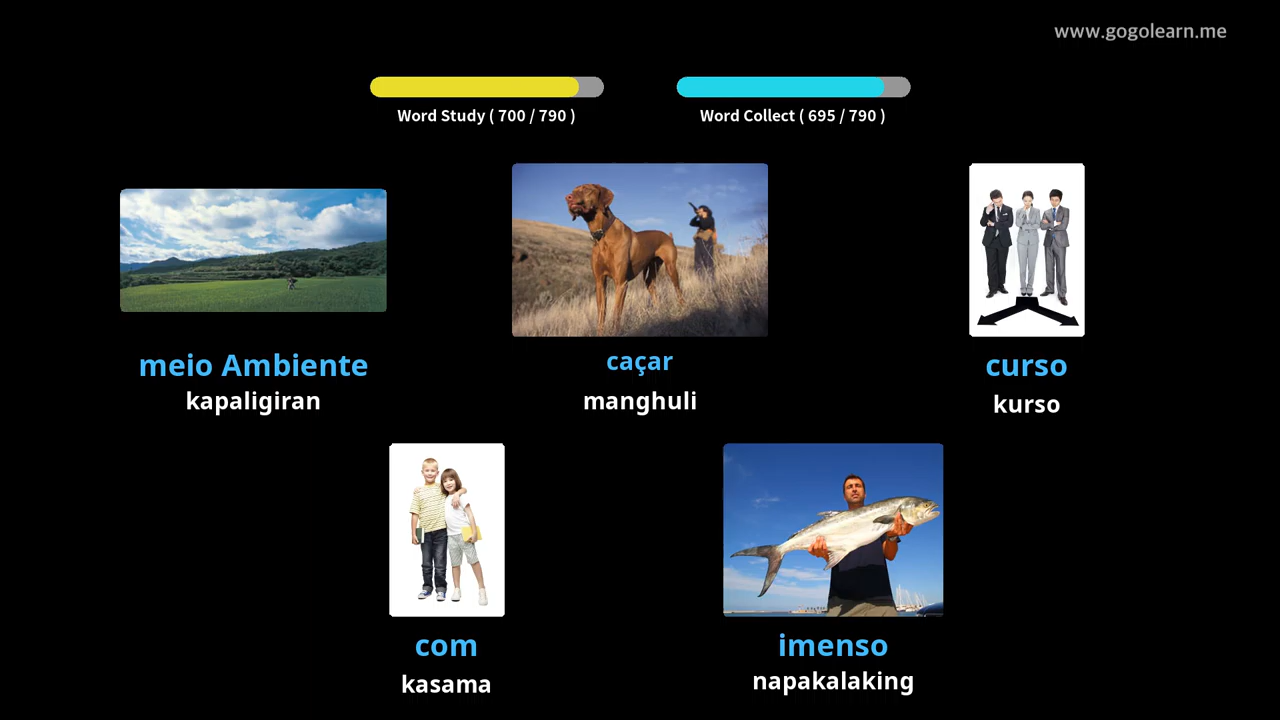 www.gogolearn.me
Word Study ( 700 / 790 )
Word Collect ( 695 / 790 )
meio Ambiente
kapaligiran
caçar
manghuli
curso
kurso
com
kasama
imenso
napakalaking